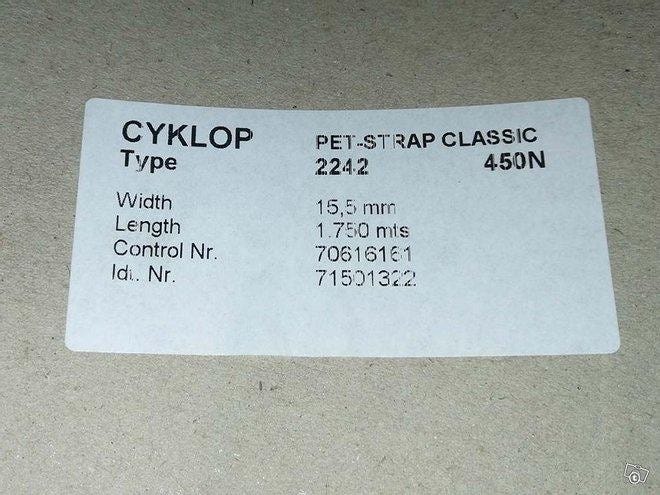 CYKLOP PET-STRAP CLASSIC
Type 2242 450N
Width 15,5 mm
Length 1.750 mts
Control Nr. 70616161
Idt. Nr. 71501322